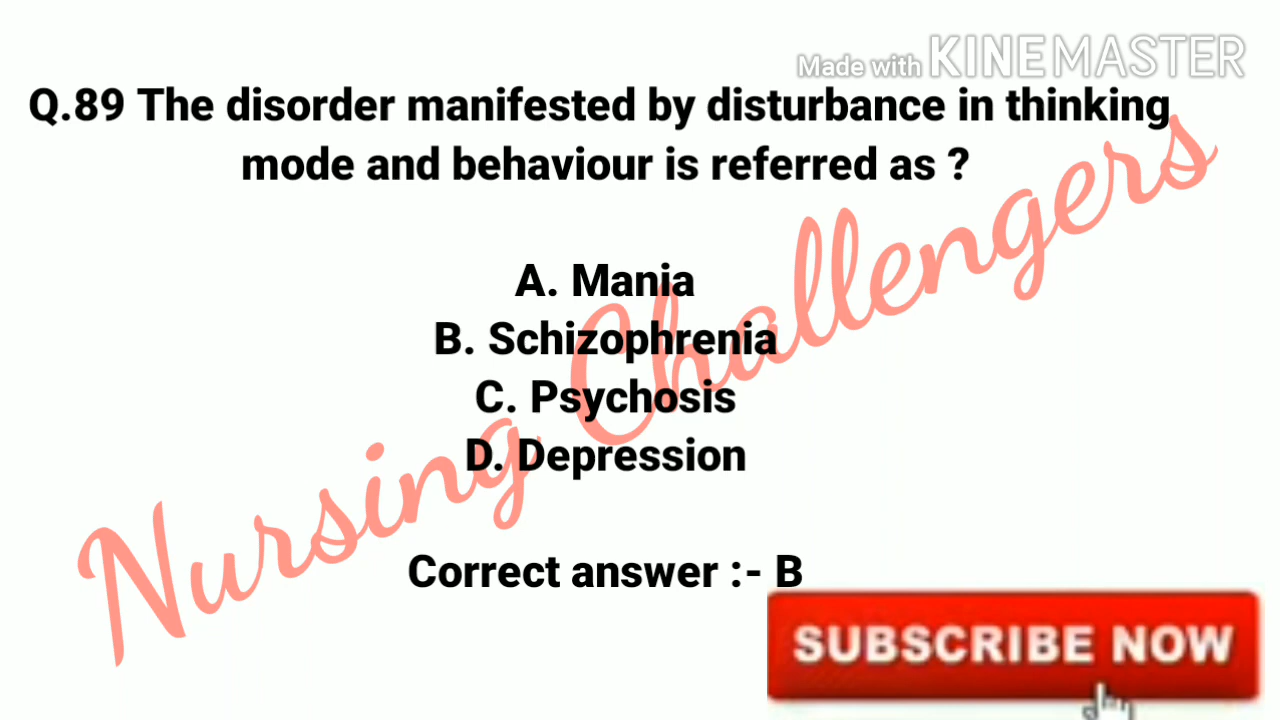 Made with KINEMASTER
Q.89 The disorder manifested by disturbance in thinking
mode and behaviour is referred as ?
A. Mania
B. Schizophrenia
C. Psychosis
D. Depression
Nursing Challengers
Correct answer :- B
SUBSCRIBE NOW